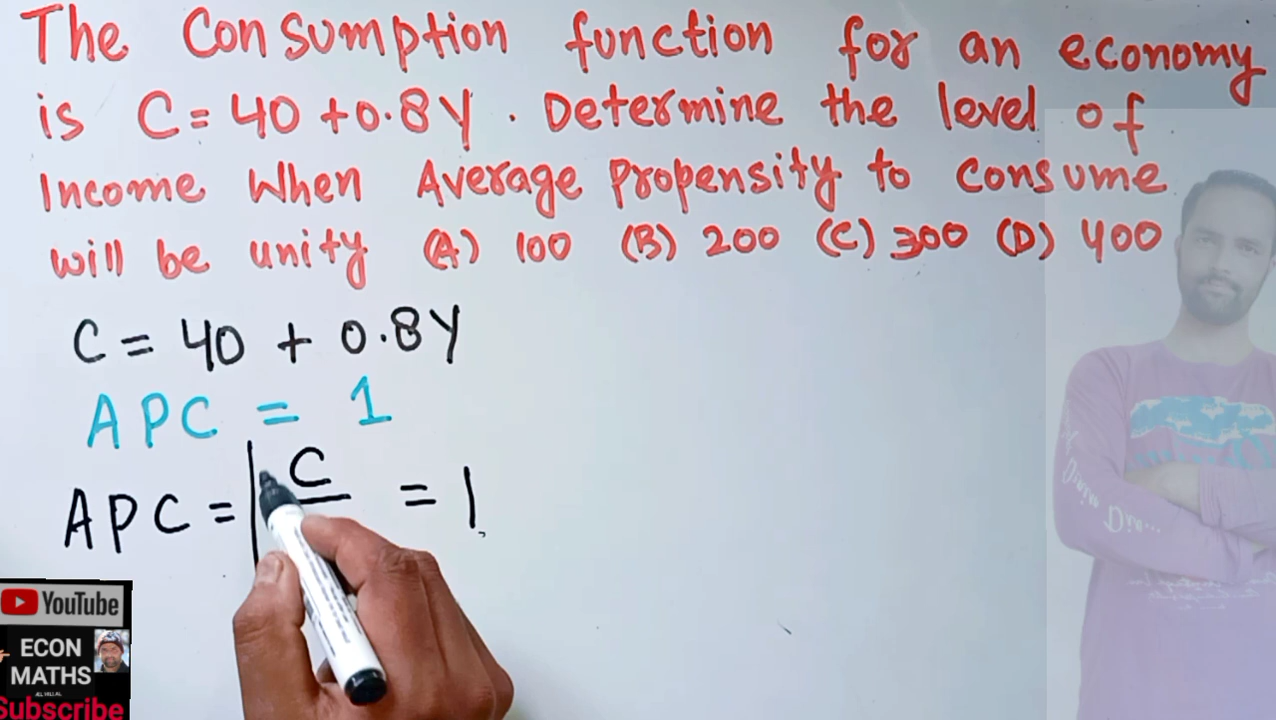 The Consumption function for an economy
is C = 40 + 0.8Y. Determine the level of
Income When Average Propensity to Consume
will be unity (A) 100 (B) 200 (C) 300 (D) 400
C = 40 + 0.8Y
APC = 1
APC = C = 1
YouTube
ECON
MATHS
Subscribe